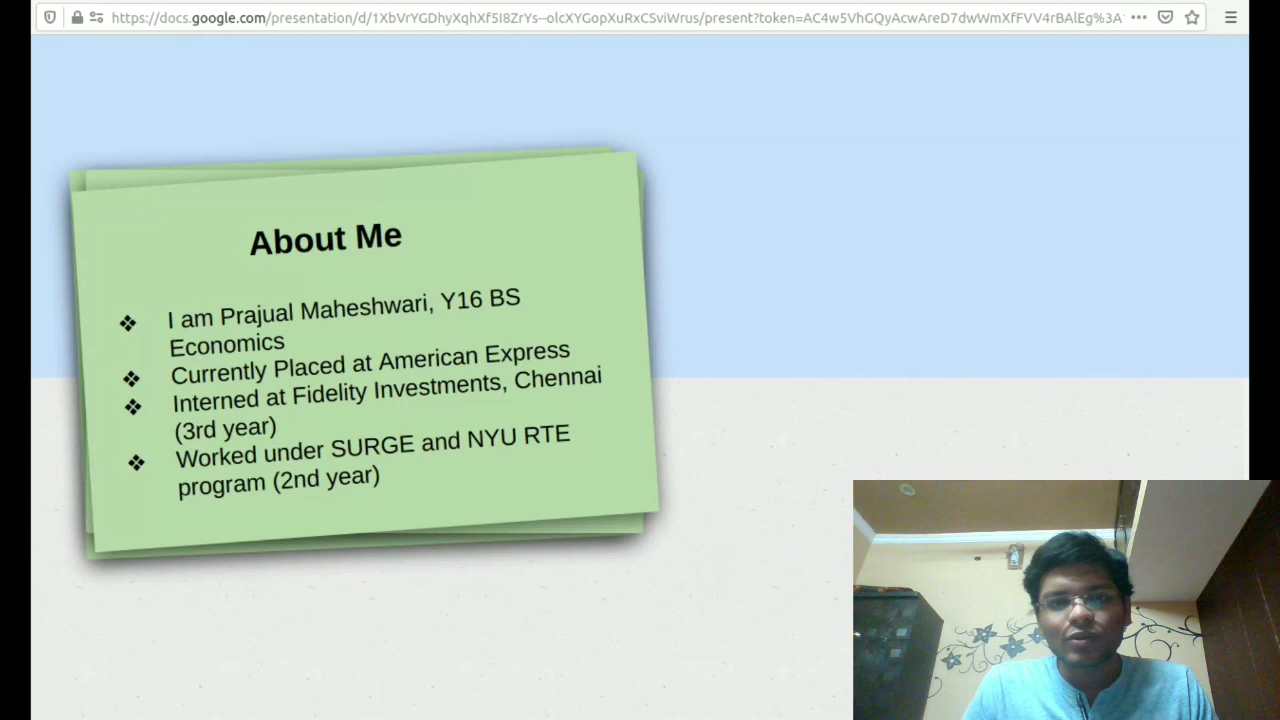 https://docs.google.com/presentation/d/1XbVrYGDhyXqhXf5I8ZrYs--olcXYGopXuRxCSviWrus/present?token=AC4w5VhGQyAcwAreD7dwWmXfFVV4rBAlEg%3A
About Me
❖ I am Prajual Maheshwari, Y16 BS
Economics
❖ Currently Placed at American Express
❖ Interned at Fidelity Investments, Chennai
(3rd year)
❖ Worked under SURGE and NYU RTE
program (2nd year)